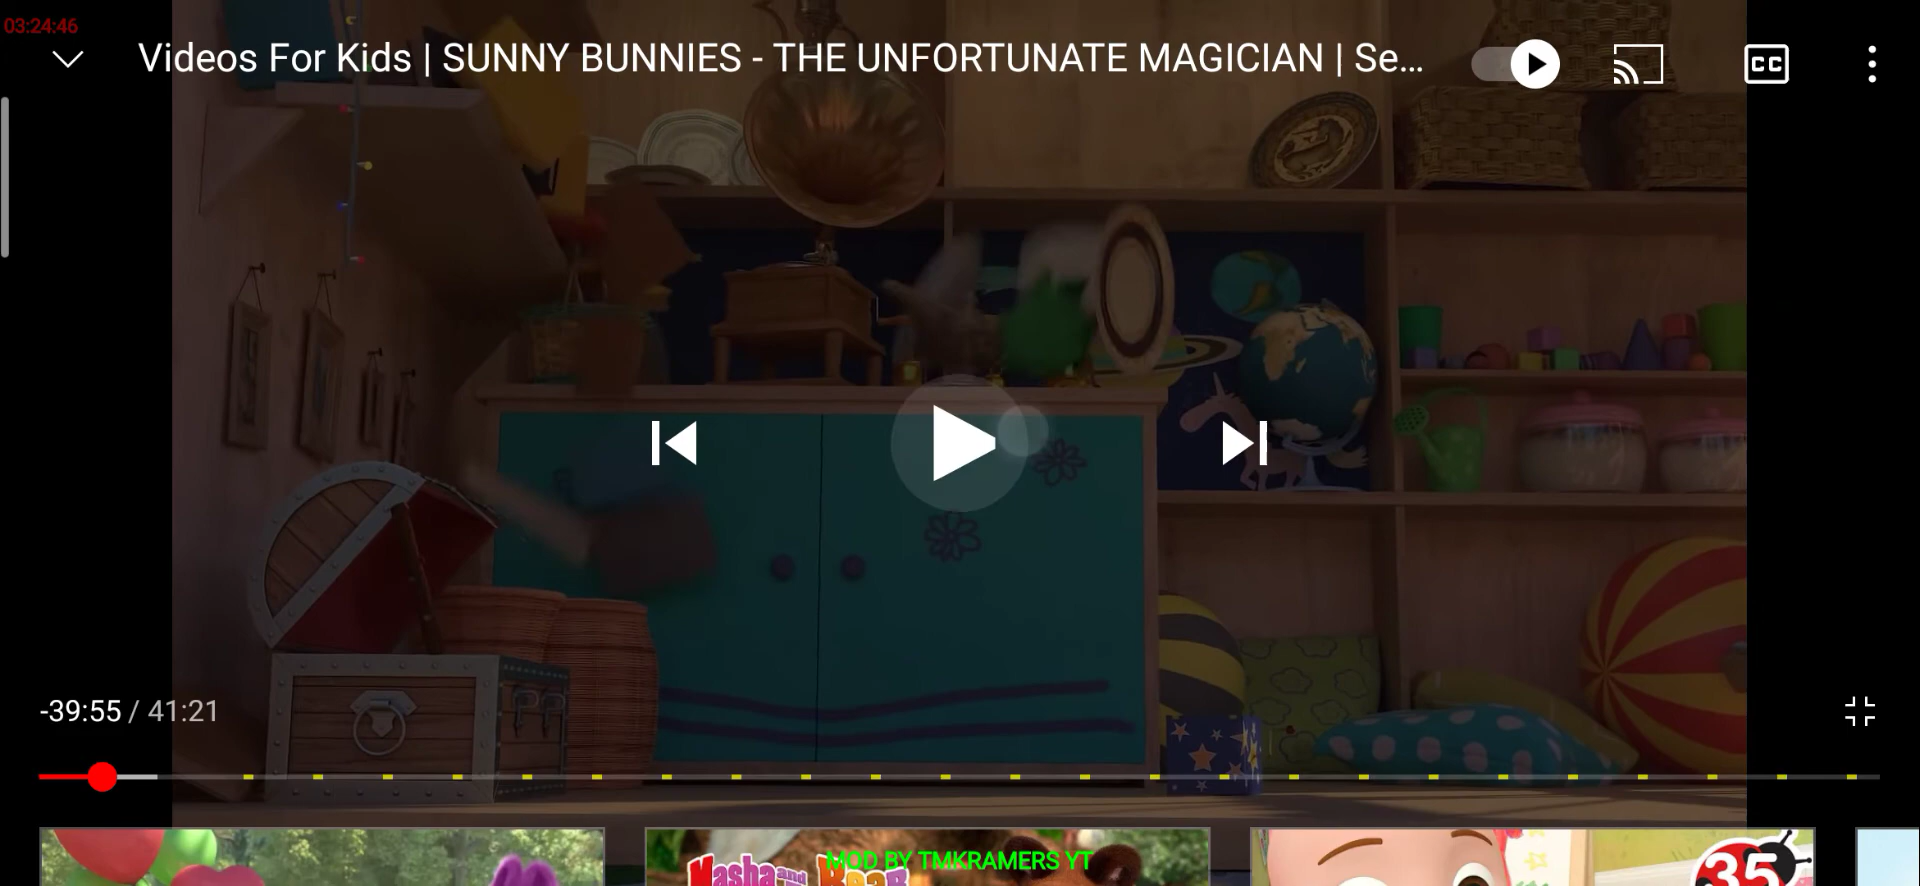 03:24:46
Videos For Kids | SUNNY BUNNIES - THE UNFORTUNATE MAGICIAN | Se...
CC
-39:55 / 41:21
MOD BY TMKRAMERS YT
Masha and
Bear
35